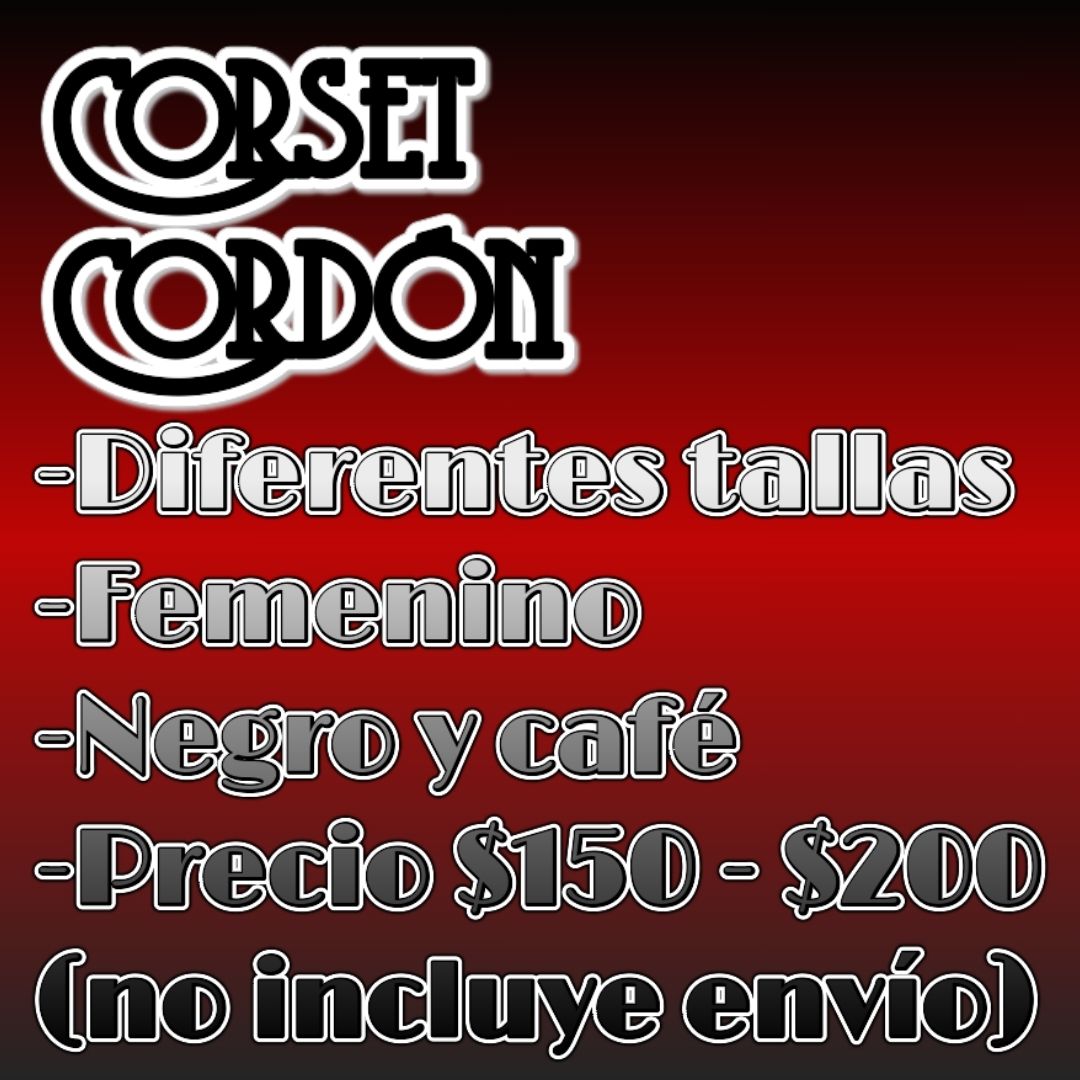 Corset
Cordón
-Diferentes tallas
-Femenino
-Negro y café
-Precio $150 - $200
(no incluye envío)